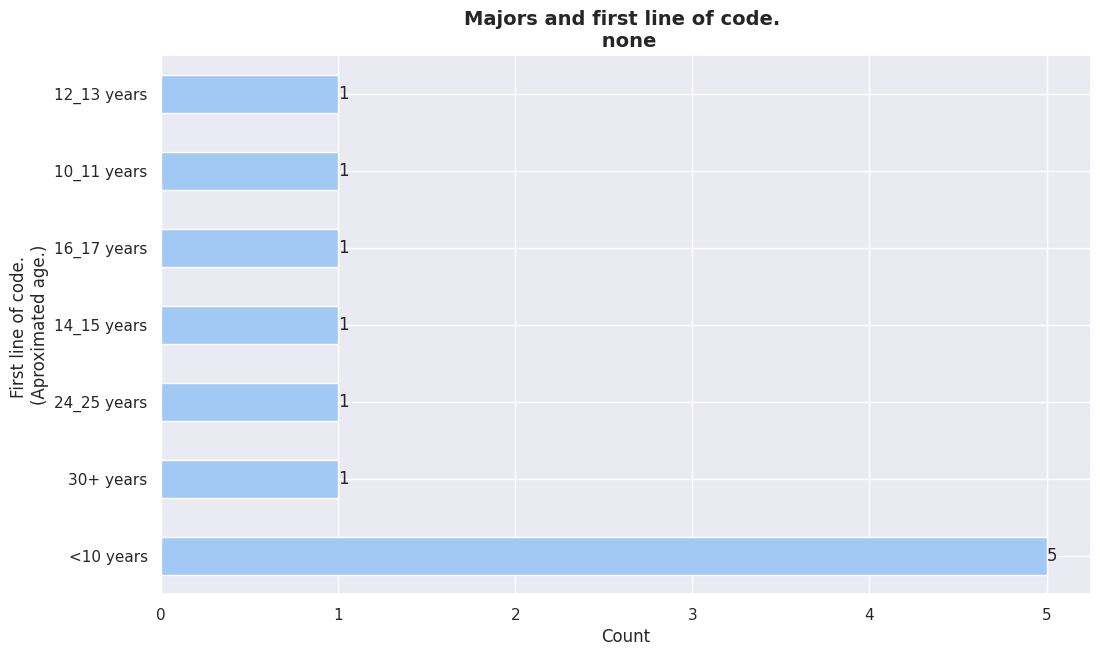 Majors and first line of code.
none
First line of code.
(Aproximated age.)
12_13 years
1
10_11 years
1
16_17 years
1
14_15 years
1
24_25 years
1
30+ years
1
<10 years
5
0 1 2 3 4 5
Count